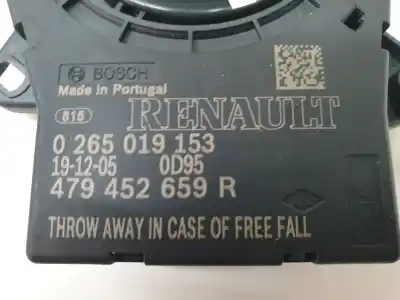 BOSCH
Made in Portugal
815
RENAULT
0 265 019 153
19-12-05 0D95
479 452 659 R
THROW AWAY IN CASE OF FREE FALL